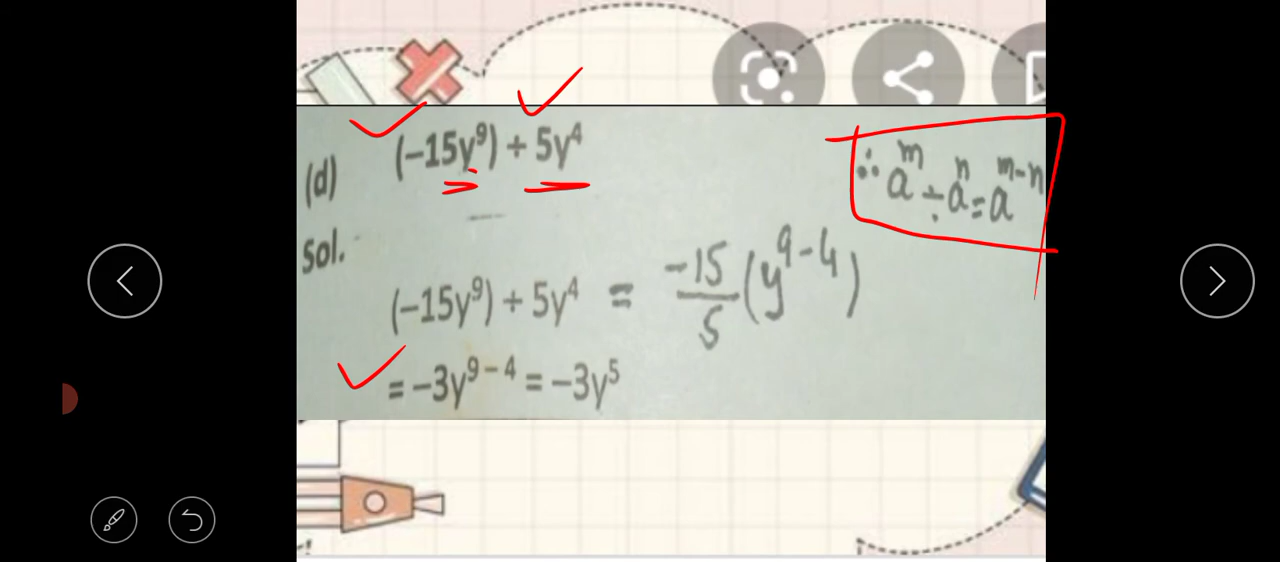 (d) (−15y⁹) ÷ 5y⁴
∴ aᵐ ÷ aⁿ = aᵐ⁻ⁿ
Sol.
(−15y⁹) ÷ 5y⁴ = −15/5 (y⁹⁻⁴)
= −3y⁹⁻⁴ = −3y⁵